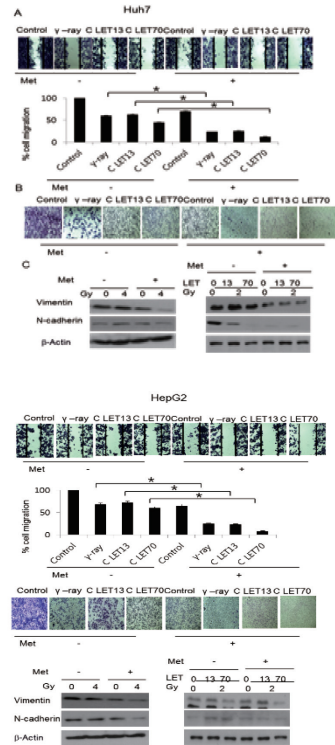 Huh7
A
Control γ-ray C LET13 C LET70 Control γ-ray C LET13 C LET70
Met - +
% cell migration
100
50
0
* * *
Control γ-ray C LET13 C LET70 Control γ-ray C LET13 C LET70
Met - +
B
Control γ-ray C LET13 C LET70 Control γ-ray C LET13 C LET70
Met - +
C
Met - +
Gy 0 4 0 4
Vimentin
N-cadherin
β-Actin
Met - +
LET 0 13 70 0 13 70
Gy 0 2 0 2
HepG2
Control γ-ray C LET13 C LET70 Control γ-ray C LET13 C LET70
Met - +
% cell migration
100
50
0
* * *
Control γ-ray C LET13 C LET70 Control γ-ray C LET13 C LET70
Met - +
Control γ-ray C LET13 C LET70 Control γ-ray C LET13 C LET70
Met - +
Met - +
Gy 0 4 0 4
Vimentin
N-cadherin
β-Actin
Met - +
LET 0 13 70 0 13 70
Gy 0 2 0 2